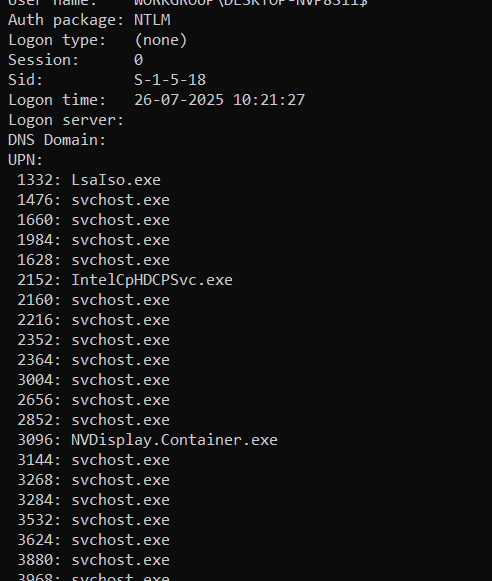 User name: WORKGROUP\DESKTOP-NVP8S11$
Auth package: NTLM
Logon type: (none)
Session: 0
Sid: S-1-5-18
Logon time: 26-07-2025 10:21:27
Logon server:
DNS Domain:
UPN:
1332: LsaIso.exe
1476: svchost.exe
1660: svchost.exe
1984: svchost.exe
1628: svchost.exe
2152: IntelCpHDCPSvc.exe
2160: svchost.exe
2216: svchost.exe
2352: svchost.exe
2364: svchost.exe
3004: svchost.exe
2656: svchost.exe
2852: svchost.exe
3096: NVDisplay.Container.exe
3144: svchost.exe
3268: svchost.exe
3284: svchost.exe
3532: svchost.exe
3624: svchost.exe
3880: svchost.exe
3968: svchost.exe